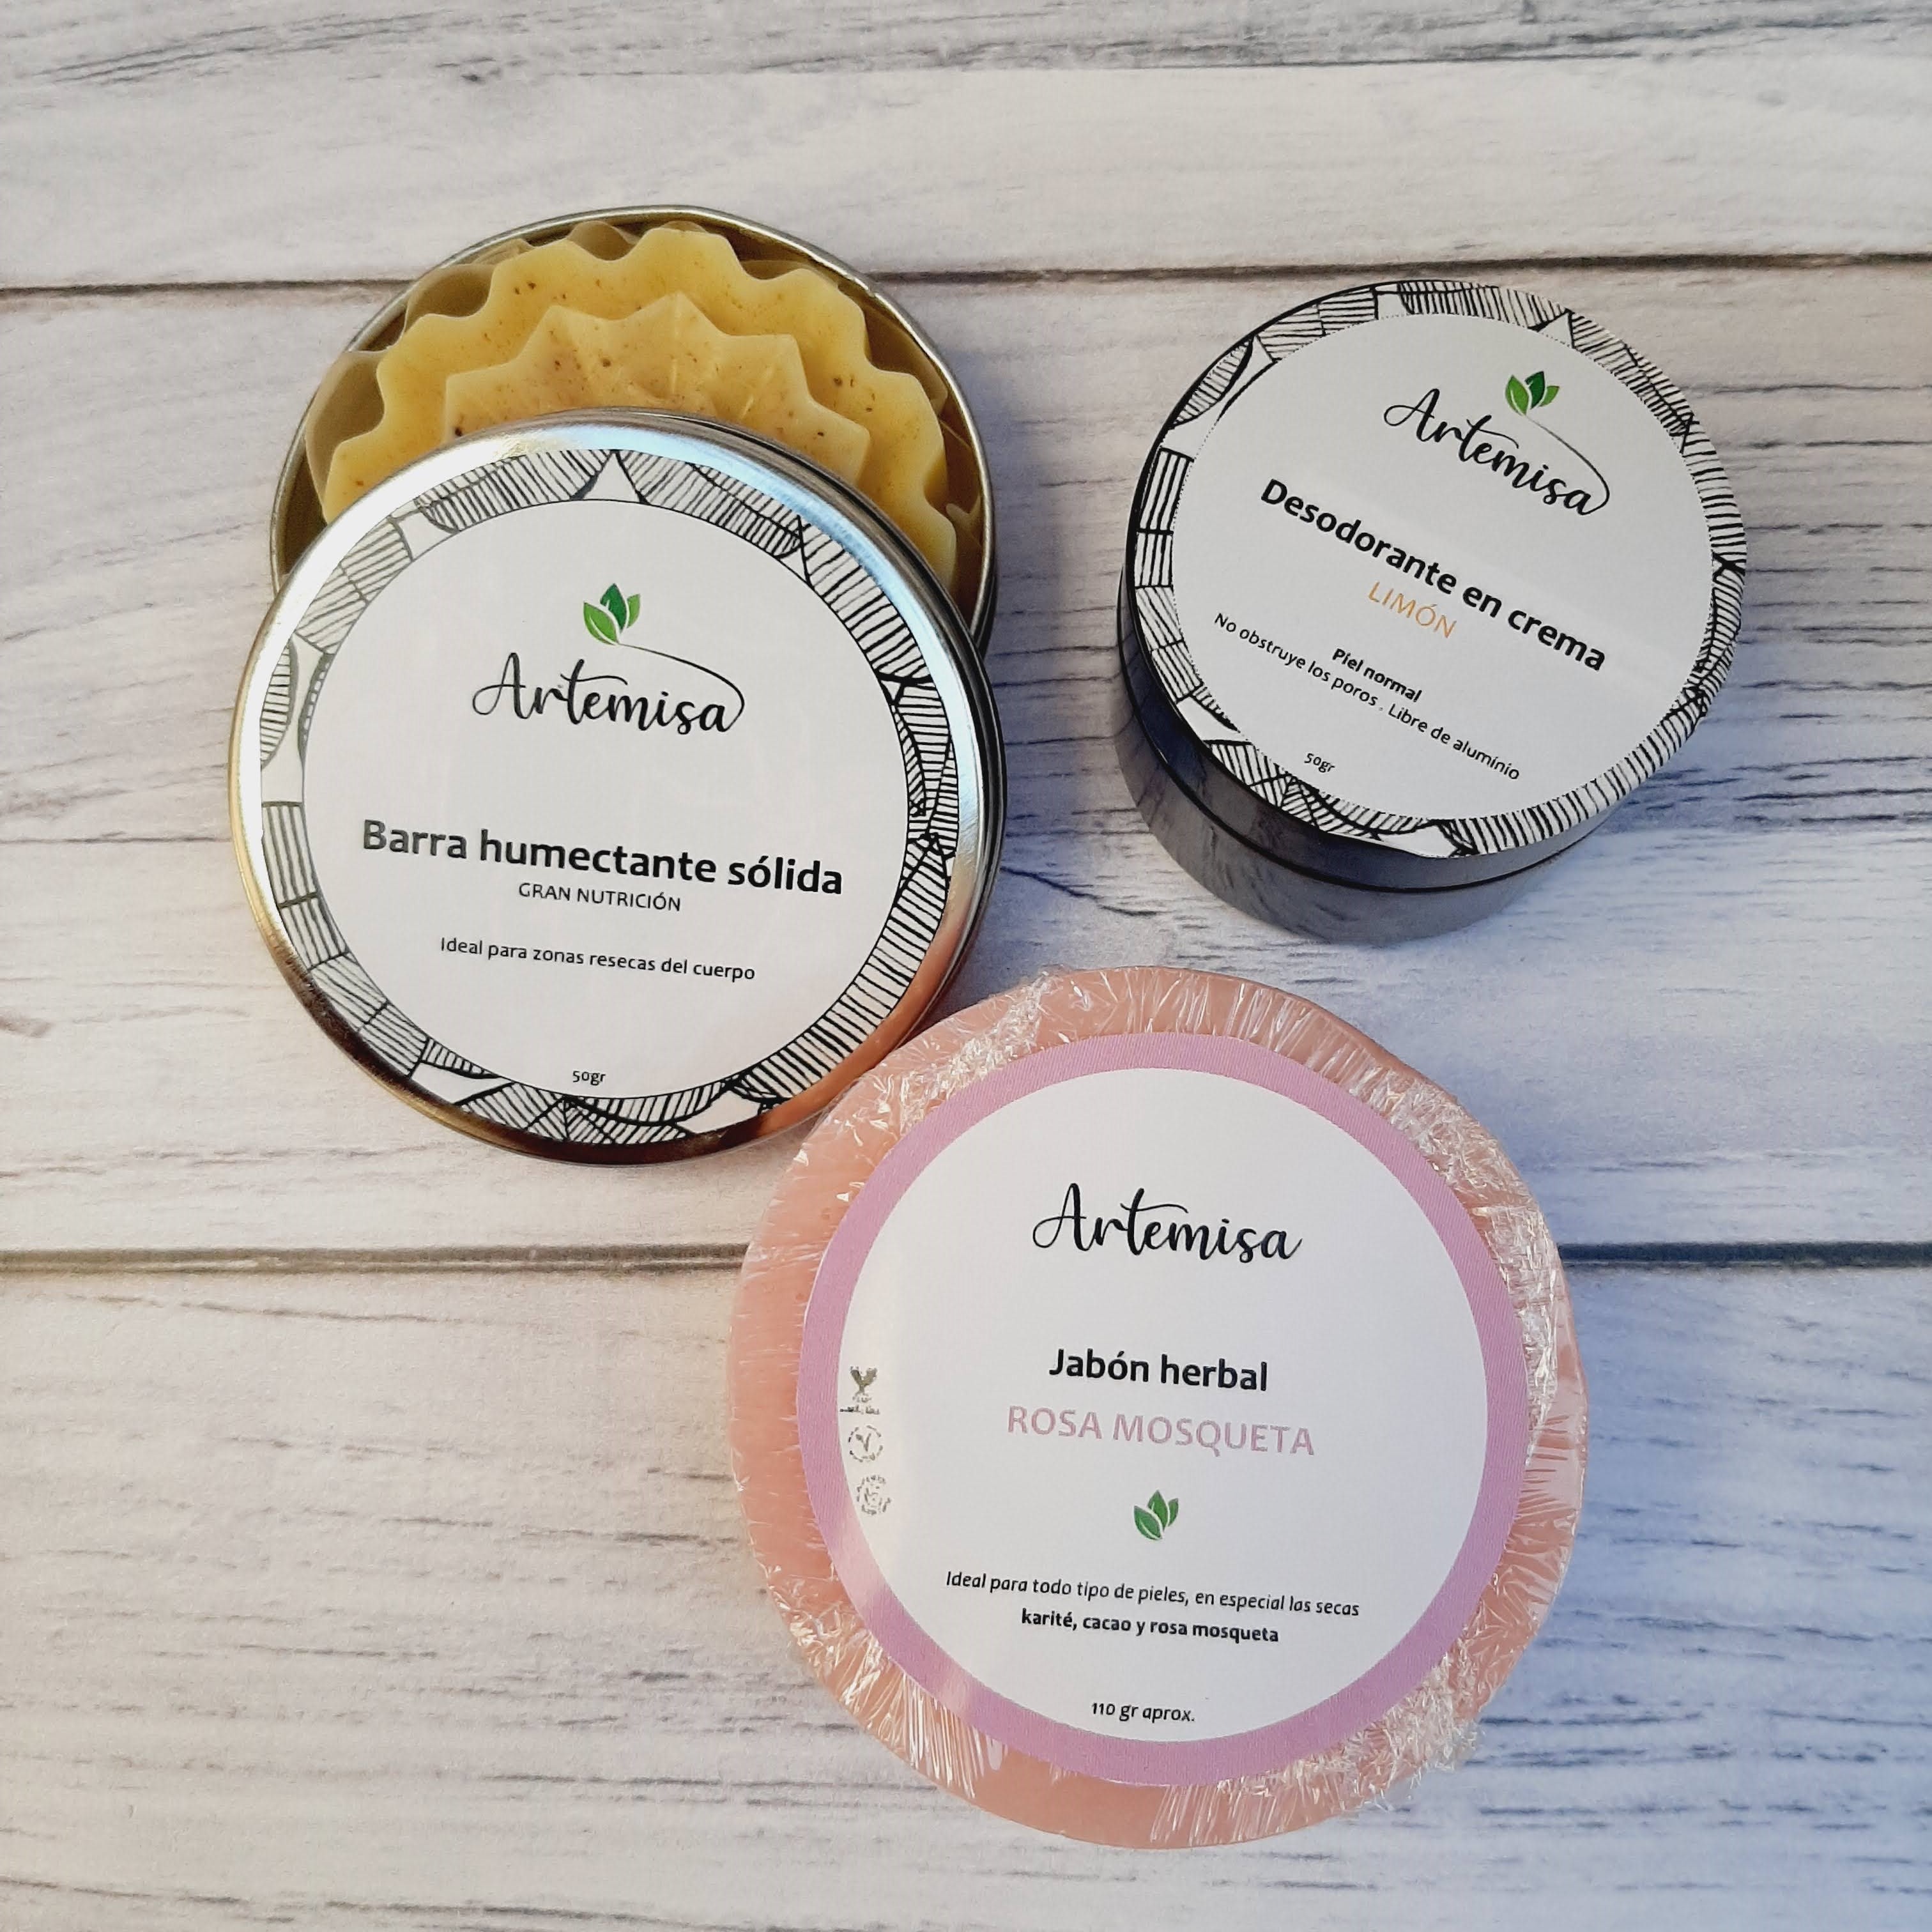 Artemisa
Barra humectante sólida
GRAN NUTRICIÓN
Ideal para zonas resecas del cuerpo
50gr
Artemisa
Desodorante en crema
LIMÓN
Piel normal
No obstruye los poros . Libre de aluminio
50gr
Artemisa
Jabón herbal
ROSA MOSQUETA
Ideal para todo tipo de pieles, en especial las secas
karité, cacao y rosa mosqueta
110 gr aprox.